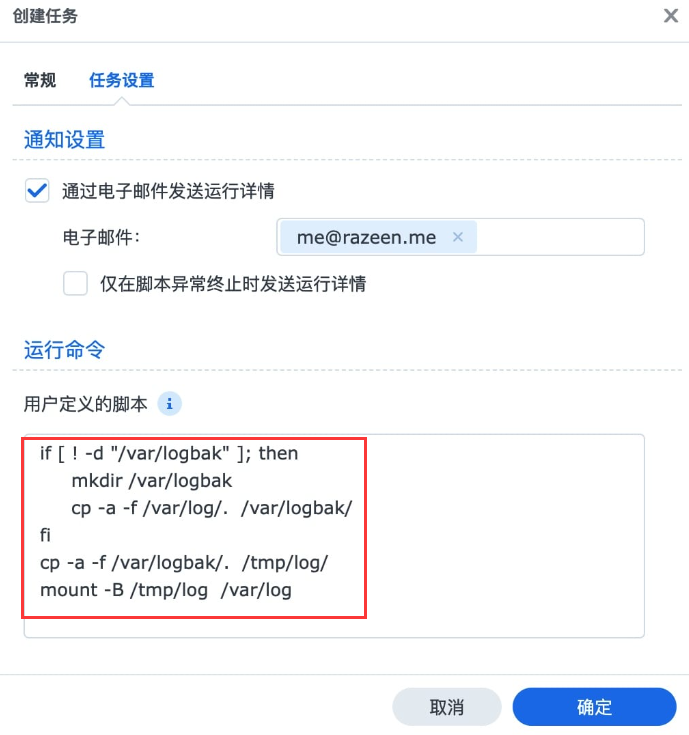 创建任务
常规 任务设置
通知设置
通过电子邮件发送运行详情
电子邮件: me@razeen.me ×
仅在脚本异常终止时发送运行详情
运行命令
用户定义的脚本 i
if [ ! -d "/var/logbak" ]; then
mkdir /var/logbak
cp -a -f /var/log/. /var/logbak/
fi
cp -a -f /var/logbak/. /tmp/log/
mount -B /tmp/log /var/log
取消 确定